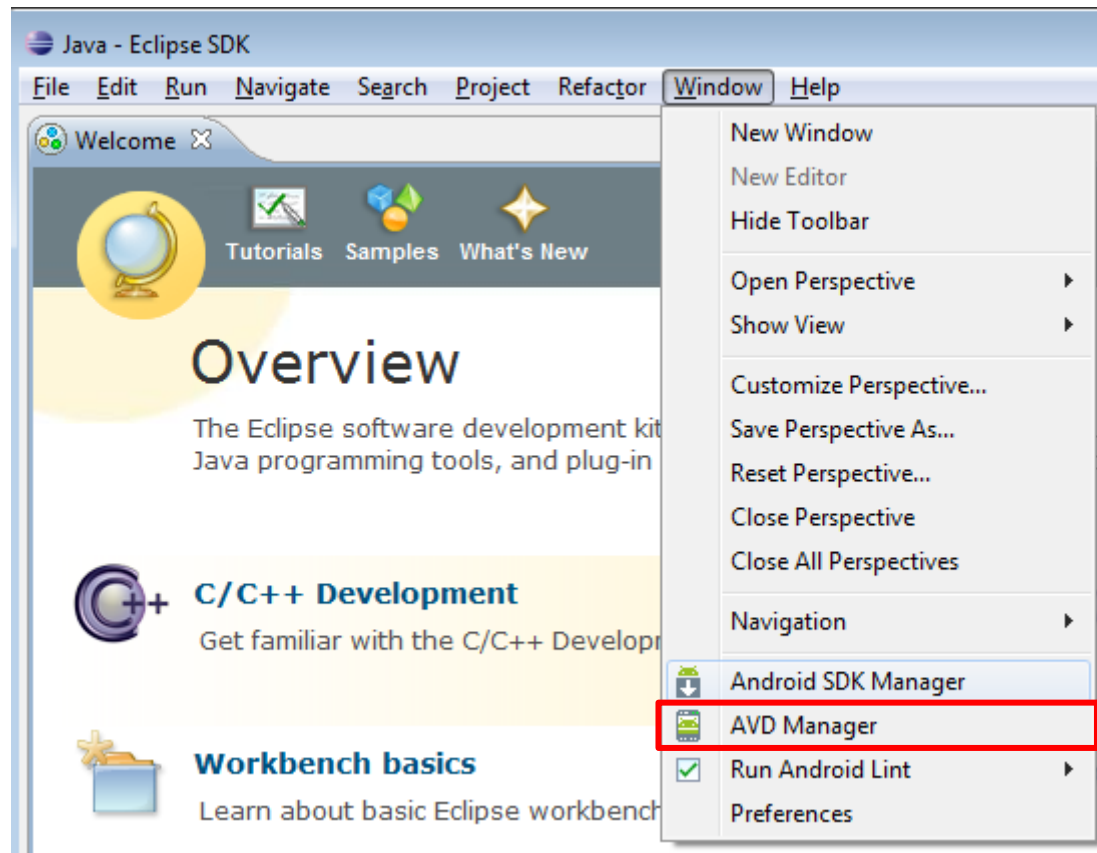 Java - Eclipse SDK
File Edit Run Navigate Search Project Refactor Window Help
Welcome
Tutorials Samples What's New
Overview
The Eclipse software development kit
Java programming tools, and plug-in
C/C++ Development
Get familiar with the C/C++
Workbench basics
Learn about basic Eclipse workbench
New Window
New Editor
Hide Toolbar
Open Perspective
Show View
Customize Perspective...
Save Perspective As...
Reset Perspective...
Close Perspective
Close All Perspectives
Navigation
Android SDK Manager
AVD Manager
Run Android Lint
Preferences